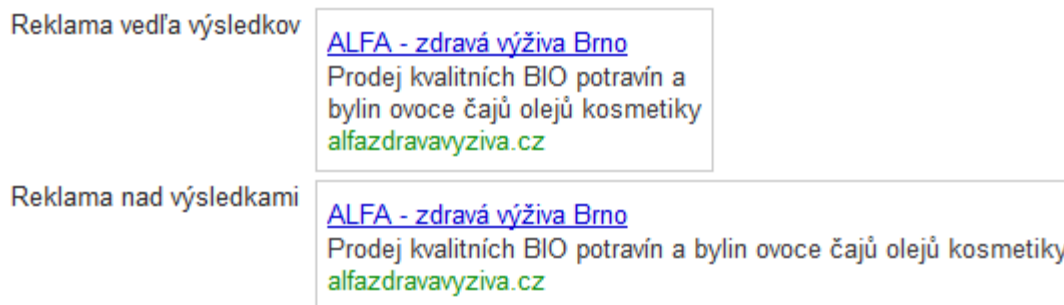 Reklama vedľa výsledkov
ALFA - zdravá výživa Brno
Prodej kvalitních BIO potravín a
bylin ovoce čajů olejů kosmetiky
alfazdravavyziva.cz
Reklama nad výsledkami
ALFA - zdravá výživa Brno
Prodej kvalitních BIO potravín a bylin ovoce čajů olejů kosmetiky
alfazdravavyziva.cz